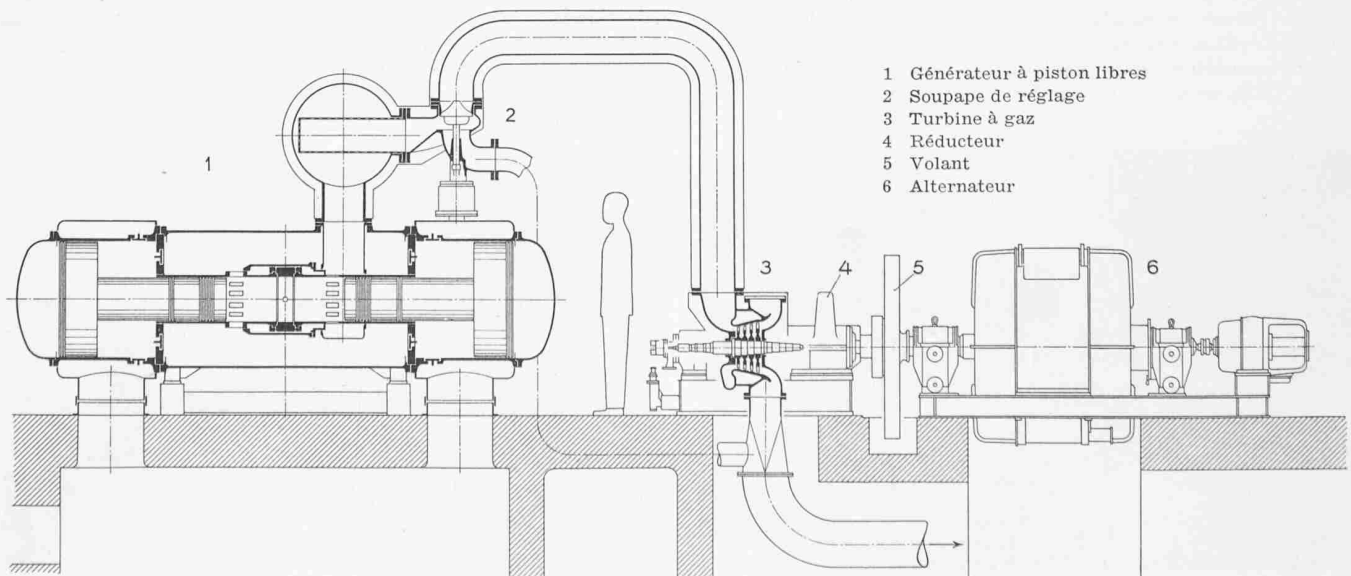 1 Générateur à piston libres
2 Soupape de réglage
3 Turbine à gaz
4 Réducteur
5 Volant
6 Alternateur
1
2
3
4
5
6